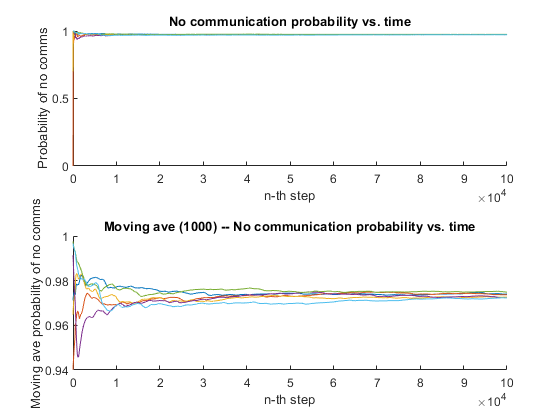 No communication probability vs. time
Probability of no comms
1
0.5
0
0 1 2 3 4 5 6 7 8 9 10
n-th step
×10^4
Moving ave (1000) -- No communication probability vs. time
Moving ave probability of no comms
1
0.98
0.96
0.94
0 1 2 3 4 5 6 7 8 9 10
n-th step
×10^4